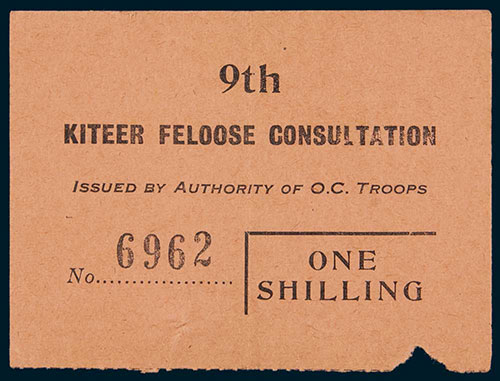 9th
KITEER FELOOSE CONSULTATION
ISSUED BY AUTHORITY OF O.C. TROOPS
6962
No....................
ONE
SHILLING